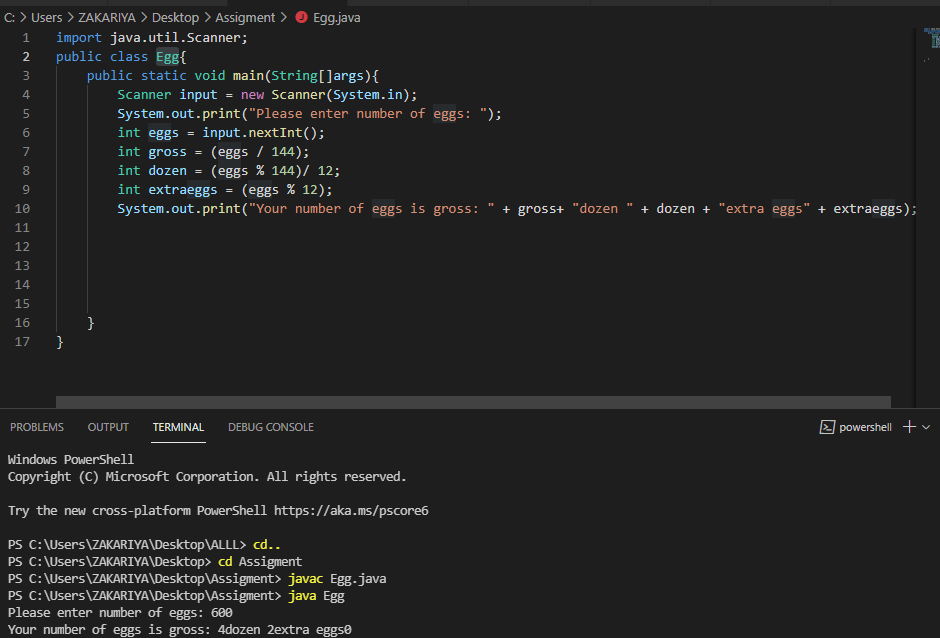 C: > Users > ZAKARIYA > Desktop > Assigment > J Egg.java
1 import java.util.Scanner;
2 public class Egg{
3     public static void main(String[]args){
4         Scanner input = new Scanner(System.in);
5         System.out.print("Please enter number of eggs: ");
6         int eggs = input.nextInt();
7         int gross = (eggs / 144);
8         int dozen = (eggs % 144)/ 12;
9         int extraeggs = (eggs % 12);
10         System.out.print("Your number of eggs is gross: " + gross+ "dozen " + dozen + "extra eggs" + extraeggs);
11
12
13
14
15
16     }
17 }
PROBLEMS OUTPUT TERMINAL DEBUG CONSOLE powershell
Windows PowerShell
Copyright (C) Microsoft Corporation. All rights reserved.
Try the new cross-platform PowerShell https://aka.ms/pscore6
PS C:\Users\ZAKARIYA\Desktop\ALLL> cd..
PS C:\Users\ZAKARIYA\Desktop> cd Assigment
PS C:\Users\ZAKARIYA\Desktop\Assigment> javac Egg.java
PS C:\Users\ZAKARIYA\Desktop\Assigment> java Egg
Please enter number of eggs: 600
Your number of eggs is gross: 4dozen 2extra eggs0